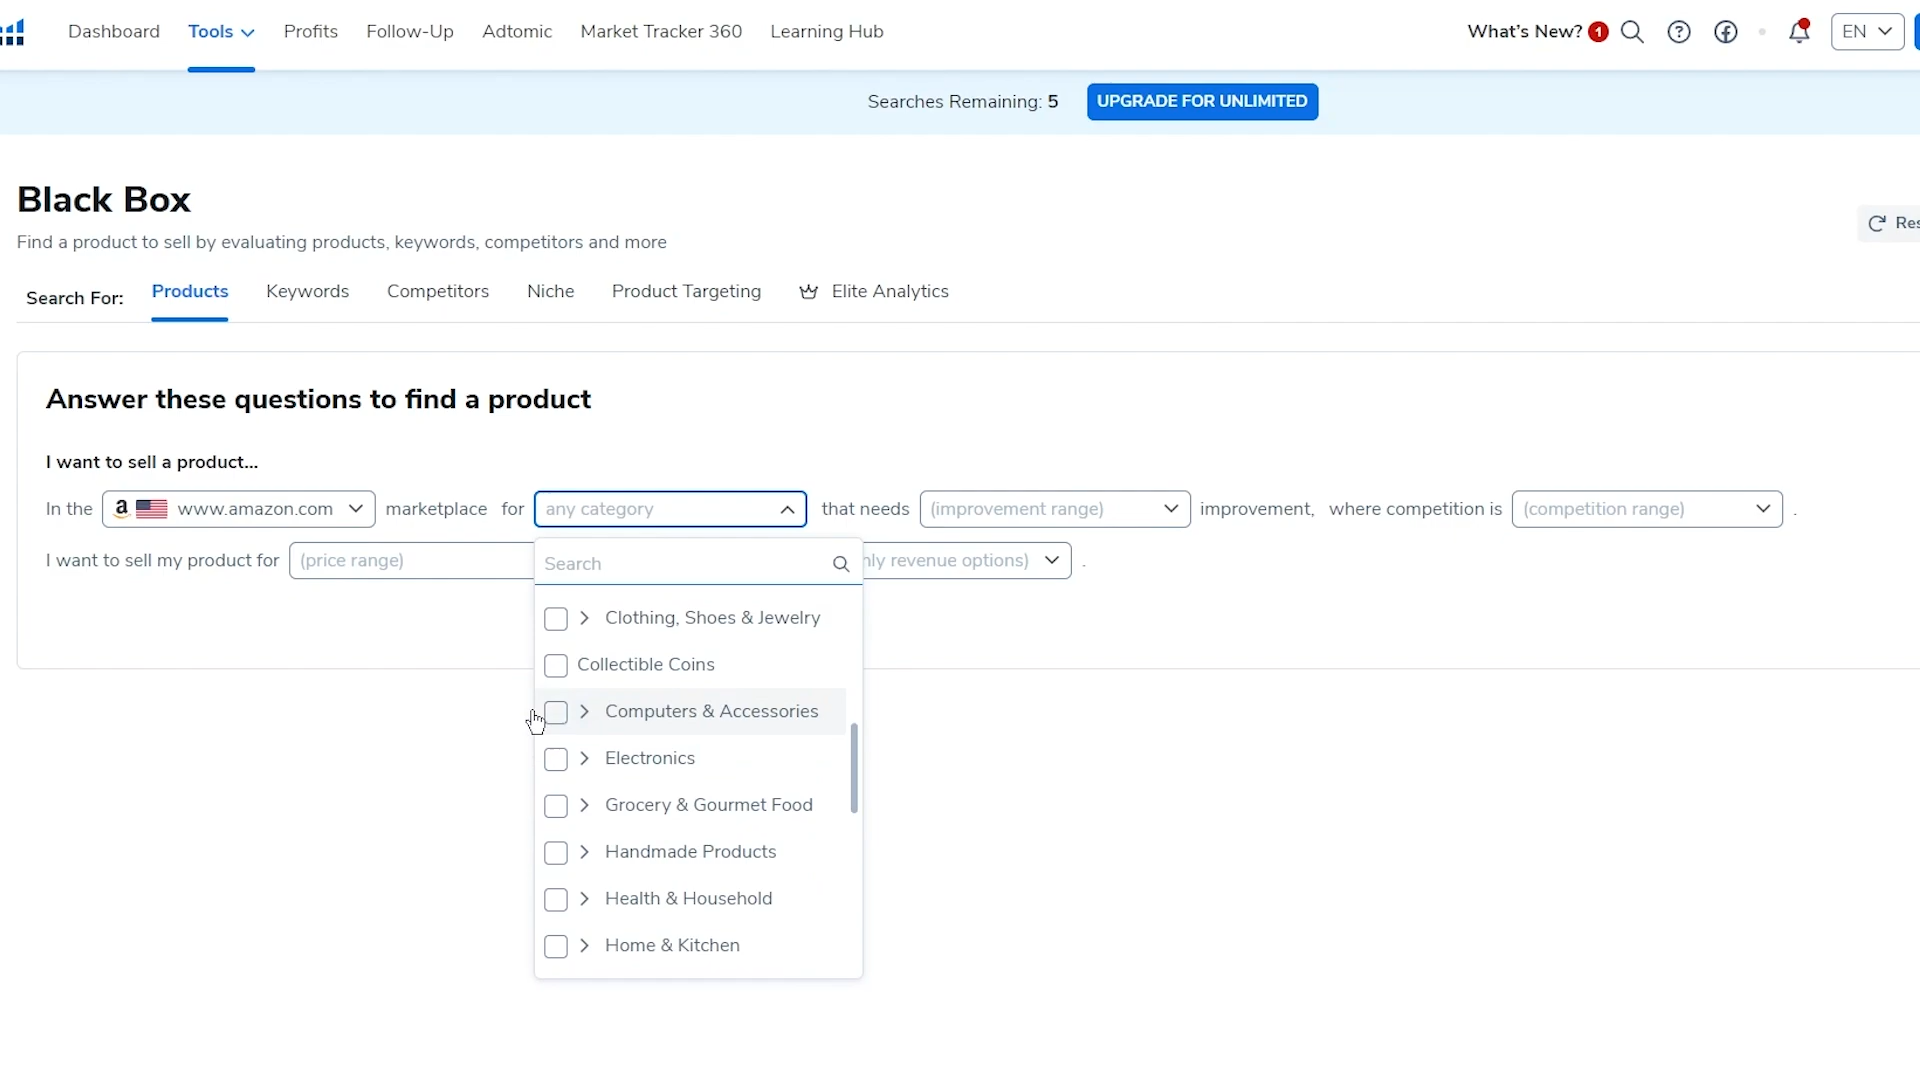 Dashboard Tools Profits Follow-Up Adtomic Market Tracker 360 Learning Hub What's New? 1 EN
Searches Remaining: 5 UPGRADE FOR UNLIMITED
Black Box
Find a product to sell by evaluating products, keywords, competitors and more
Search For: Products Keywords Competitors Niche Product Targeting Elite Analytics
Answer these questions to find a product
I want to sell a product...
In the a www.amazon.com marketplace for any category that needs (improvement range) improvement, where competition is (competition range) .
I want to sell my product for (price range) revenue options) .
Search
Clothing, Shoes & Jewelry
Collectible Coins
Computers & Accessories
Electronics
Grocery & Gourmet Food
Handmade Products
Health & Household
Home & Kitchen